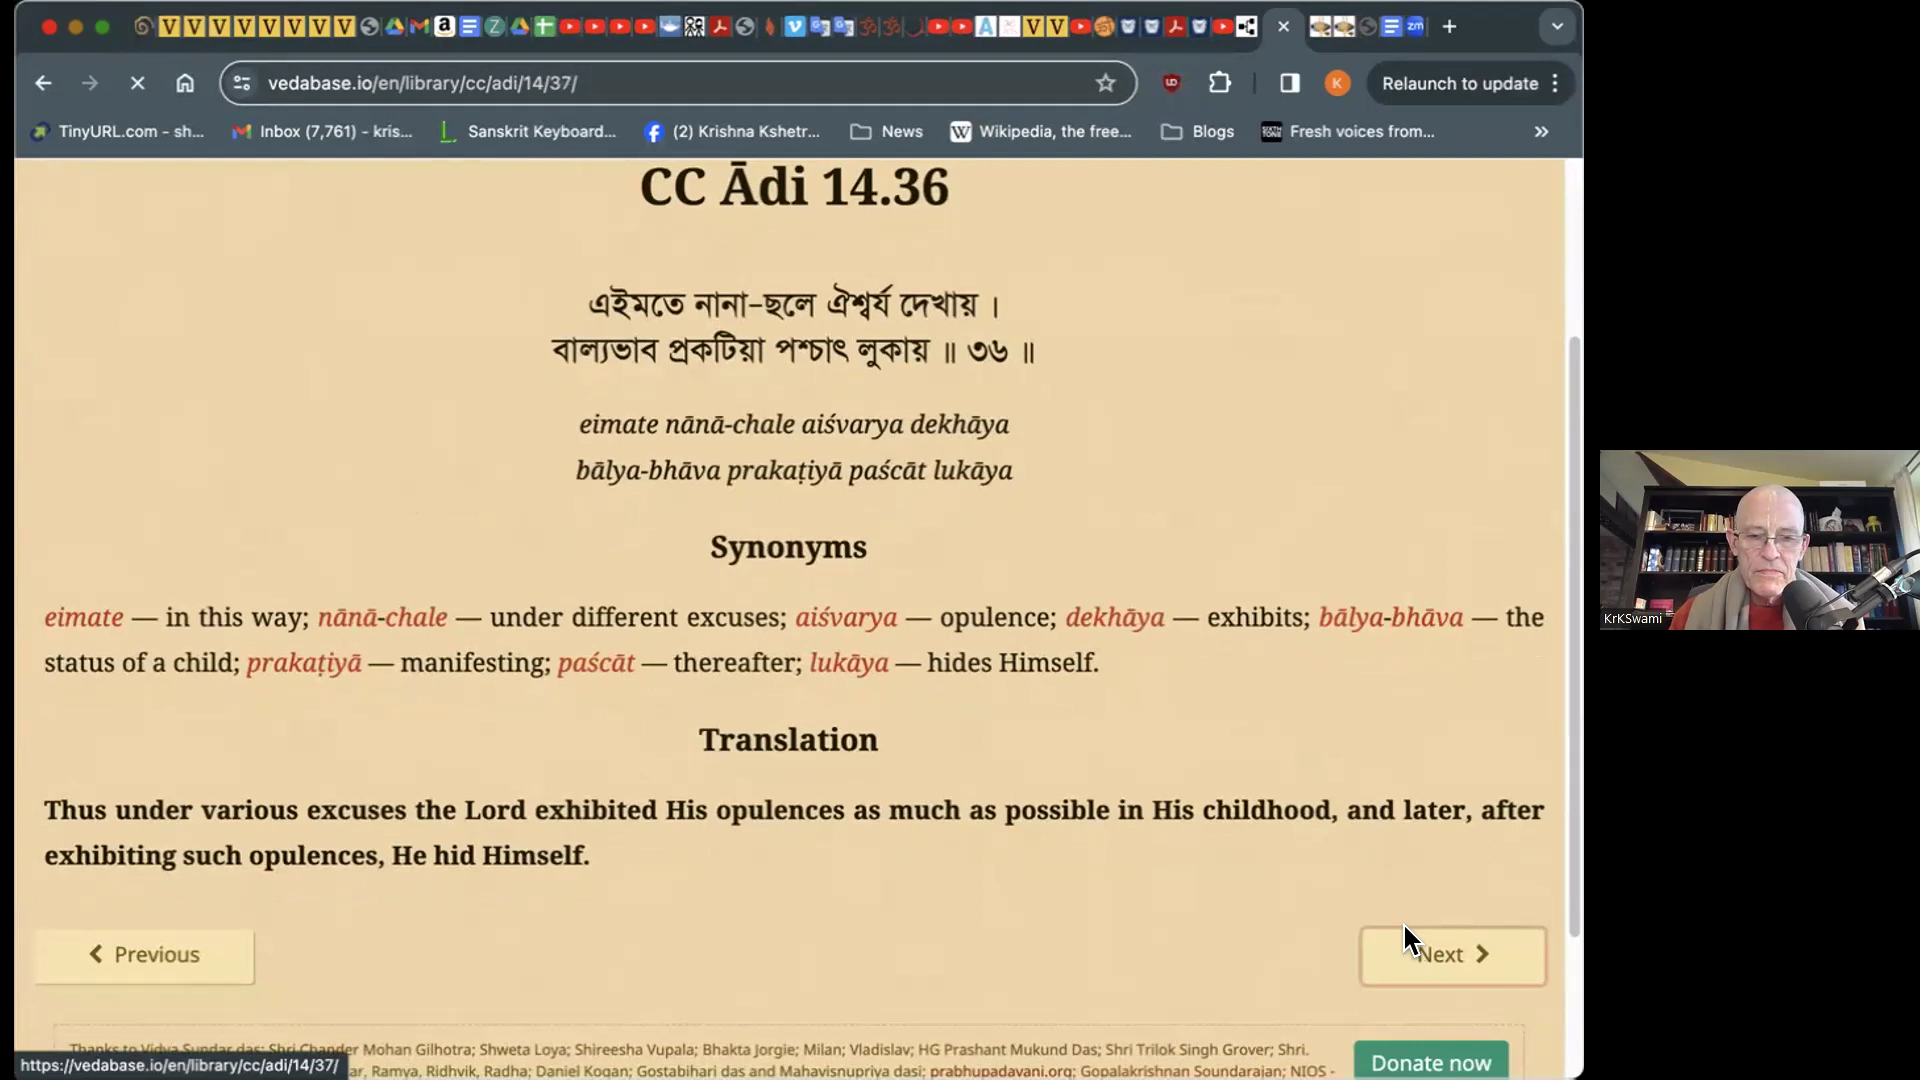 vedabase.io/en/library/cc/adi/14/37/
Relaunch to update
TinyURL.com - sh...
Inbox (7,761) - kris...
Sanskrit Keyboard...
(2) Krishna Kshetr...
News
Wikipedia, the free...
Blogs
Fresh voices from...
CC Ādi 14.36
এইমতে নানা-ছলে ঐশ্বর্য দেখায় ।
বাল্যভাব প্রকটিয়া পশ্চাৎ লুকায় ॥ ৩৬ ॥
eimate nānā-chale aiśvarya dekhāya
bālya-bhāva prakaṭiyā paścāt lukāya
Synonyms
eimate — in this way; nānā-chale — under different excuses; aiśvarya — opulence; dekhāya — exhibits; bālya-bhāva — the
status of a child; prakaṭiyā — manifesting; paścāt — thereafter; lukāya — hides Himself.
Translation
Thus under various excuses the Lord exhibited His opulences as much as possible in His childhood, and later, after
exhibiting such opulences, He hid Himself.
Previous
Next
Thanks to Vidya Sundar das; Shri Chander Mohan Gilhotra; Shweta Loya; Shireesha Vupala; Bhakta Jorgie; Milan; Vladislav; HG Prashant Mukund Das; Shri Trilok Singh Grover; Shri.
ar, Ramya, Ridhvik, Radha; Daniel Kogan; Gostabihari das and Mahavisnupriya dasi; prabhupadavani.org; Gopalakrishnan Soundarajan; NIOS -
Donate now
https://vedabase.io/en/library/cc/adi/14/37/
KrKSwami